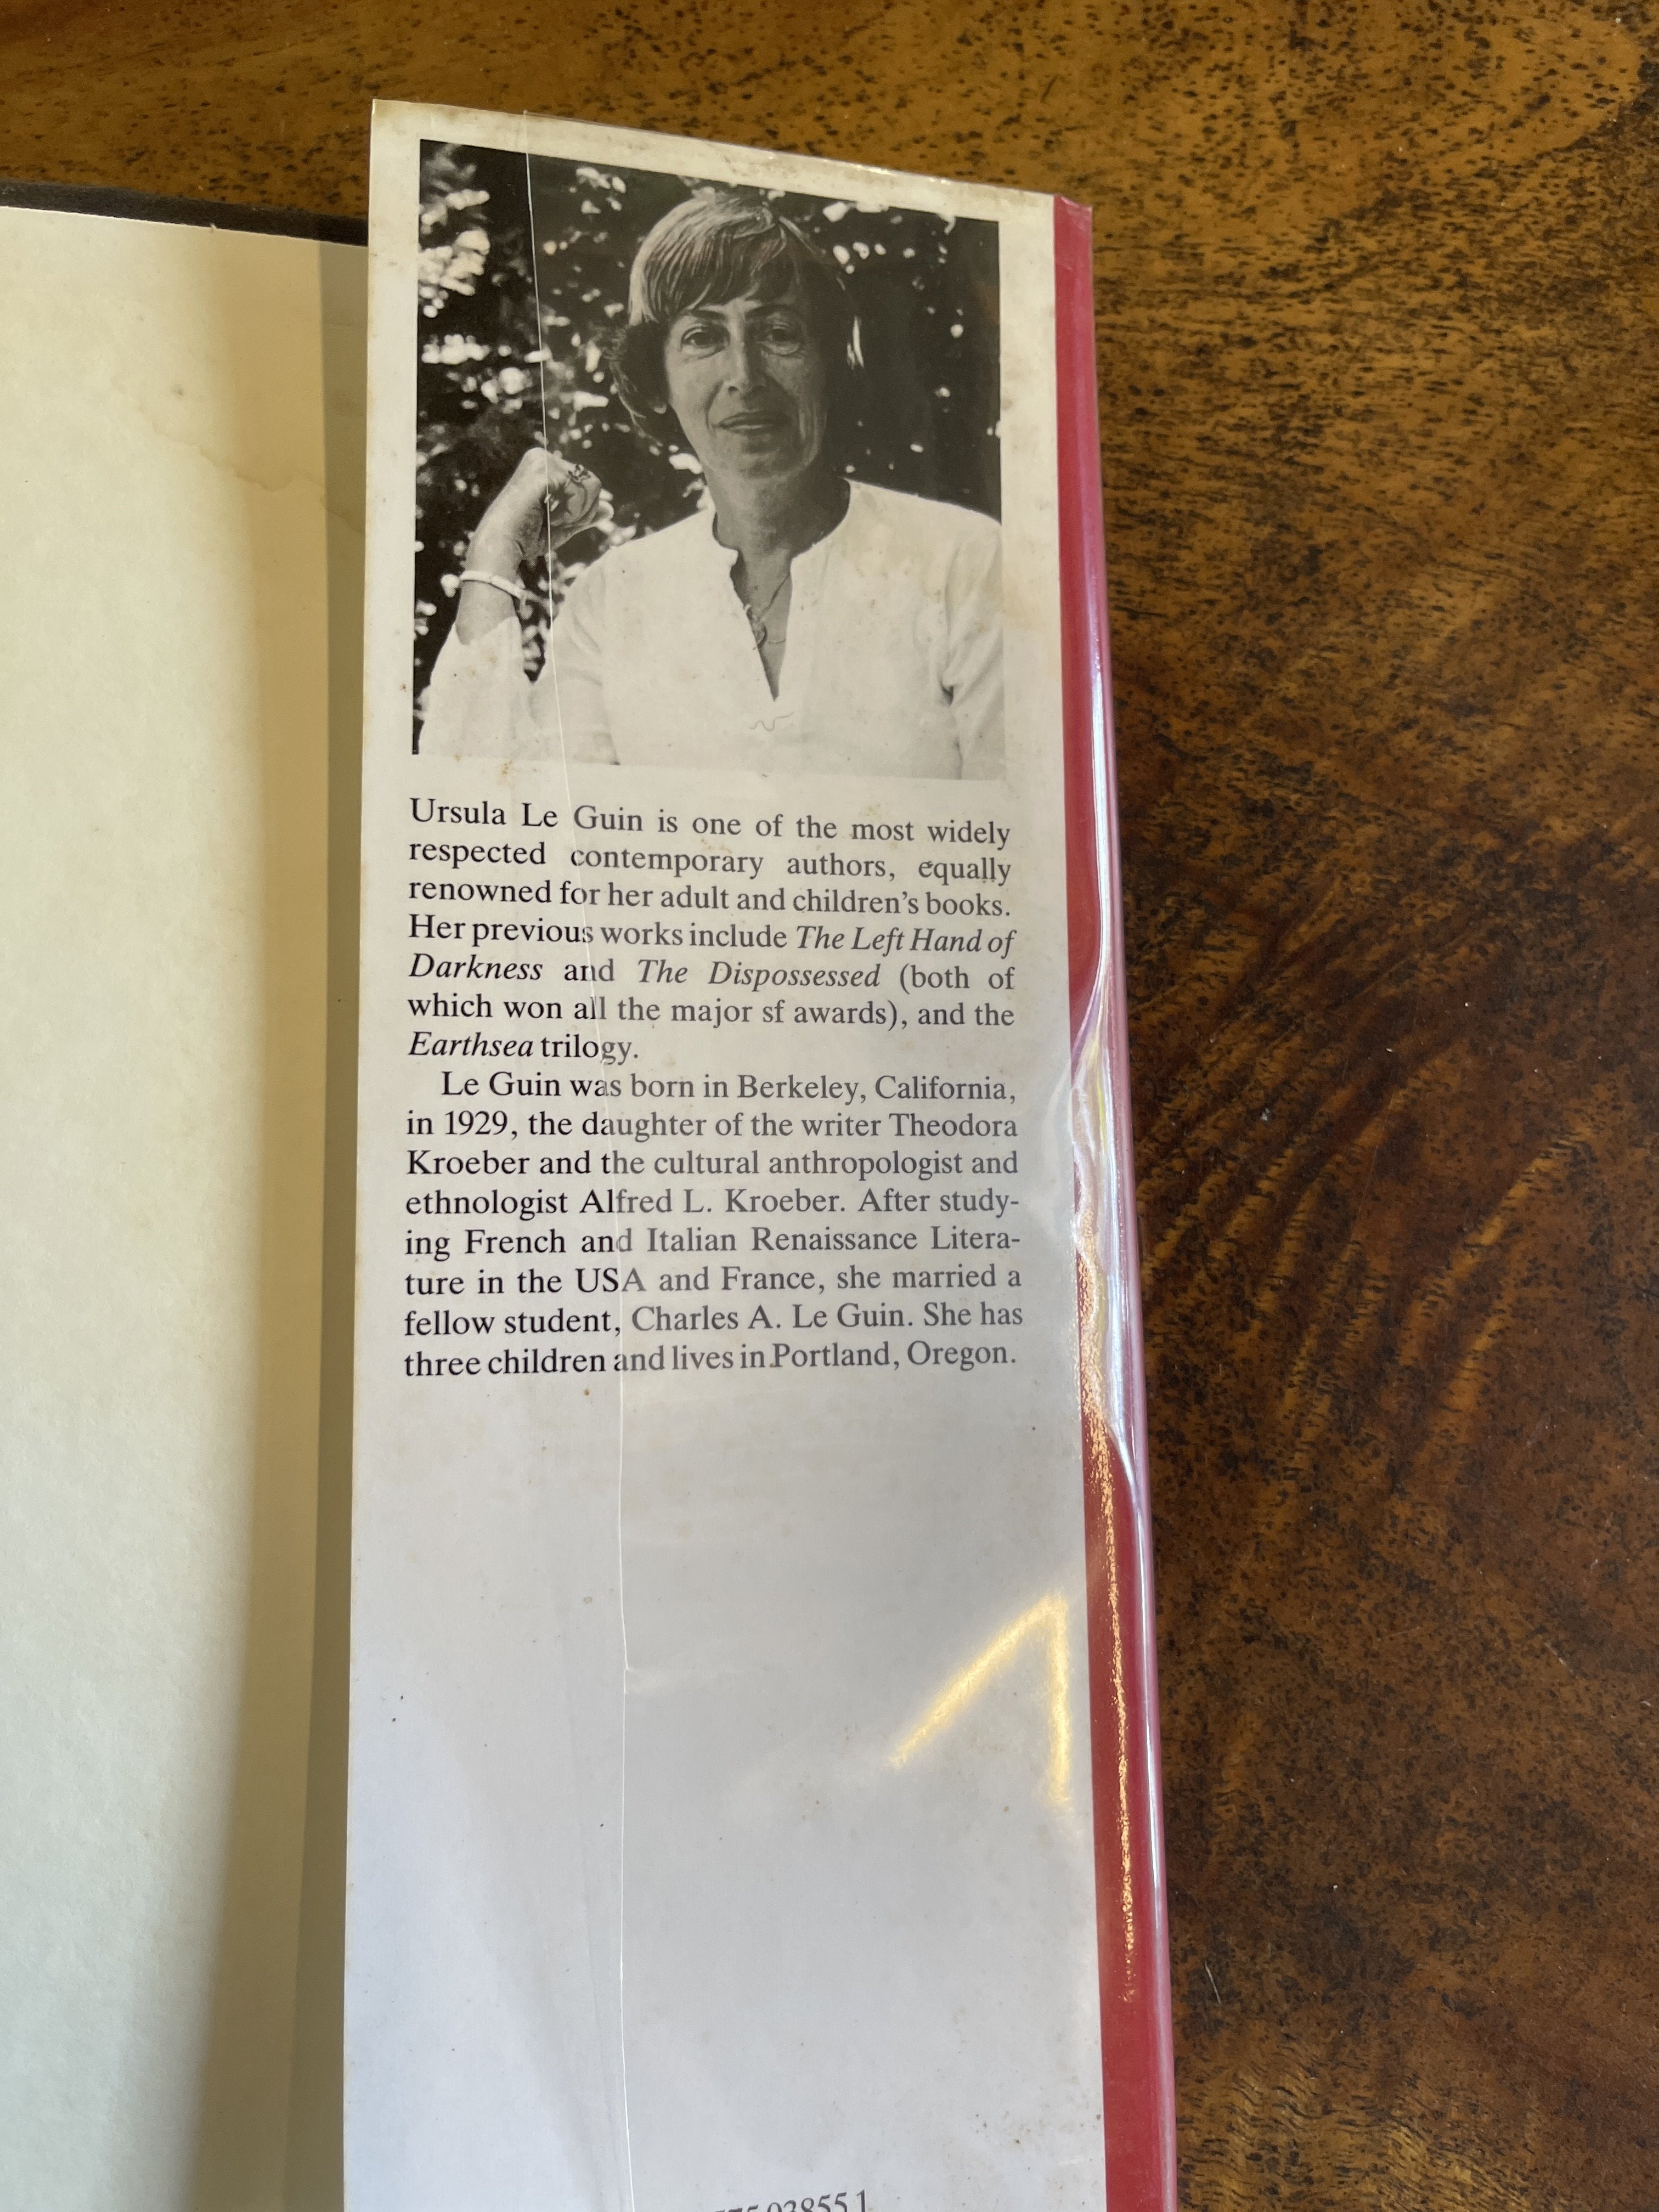 Ursula Le Guin is one of the most widely
respected contemporary authors, equally
renowned for her adult and children's books.
Her previous works include The Left Hand of
Darkness and The Dispossessed (both of
which won all the major sf awards), and the
Earthsea trilogy.
Le Guin was born in Berkeley, California,
in 1929, the daughter of the writer Theodora
Kroeber and the cultural anthropologist and
ethnologist Alfred L. Kroeber. After study-
ing French and Italian Renaissance Litera-
ture in the USA and France, she married a
fellow student, Charles A. Le Guin. She has
three children and lives in Portland, Oregon.